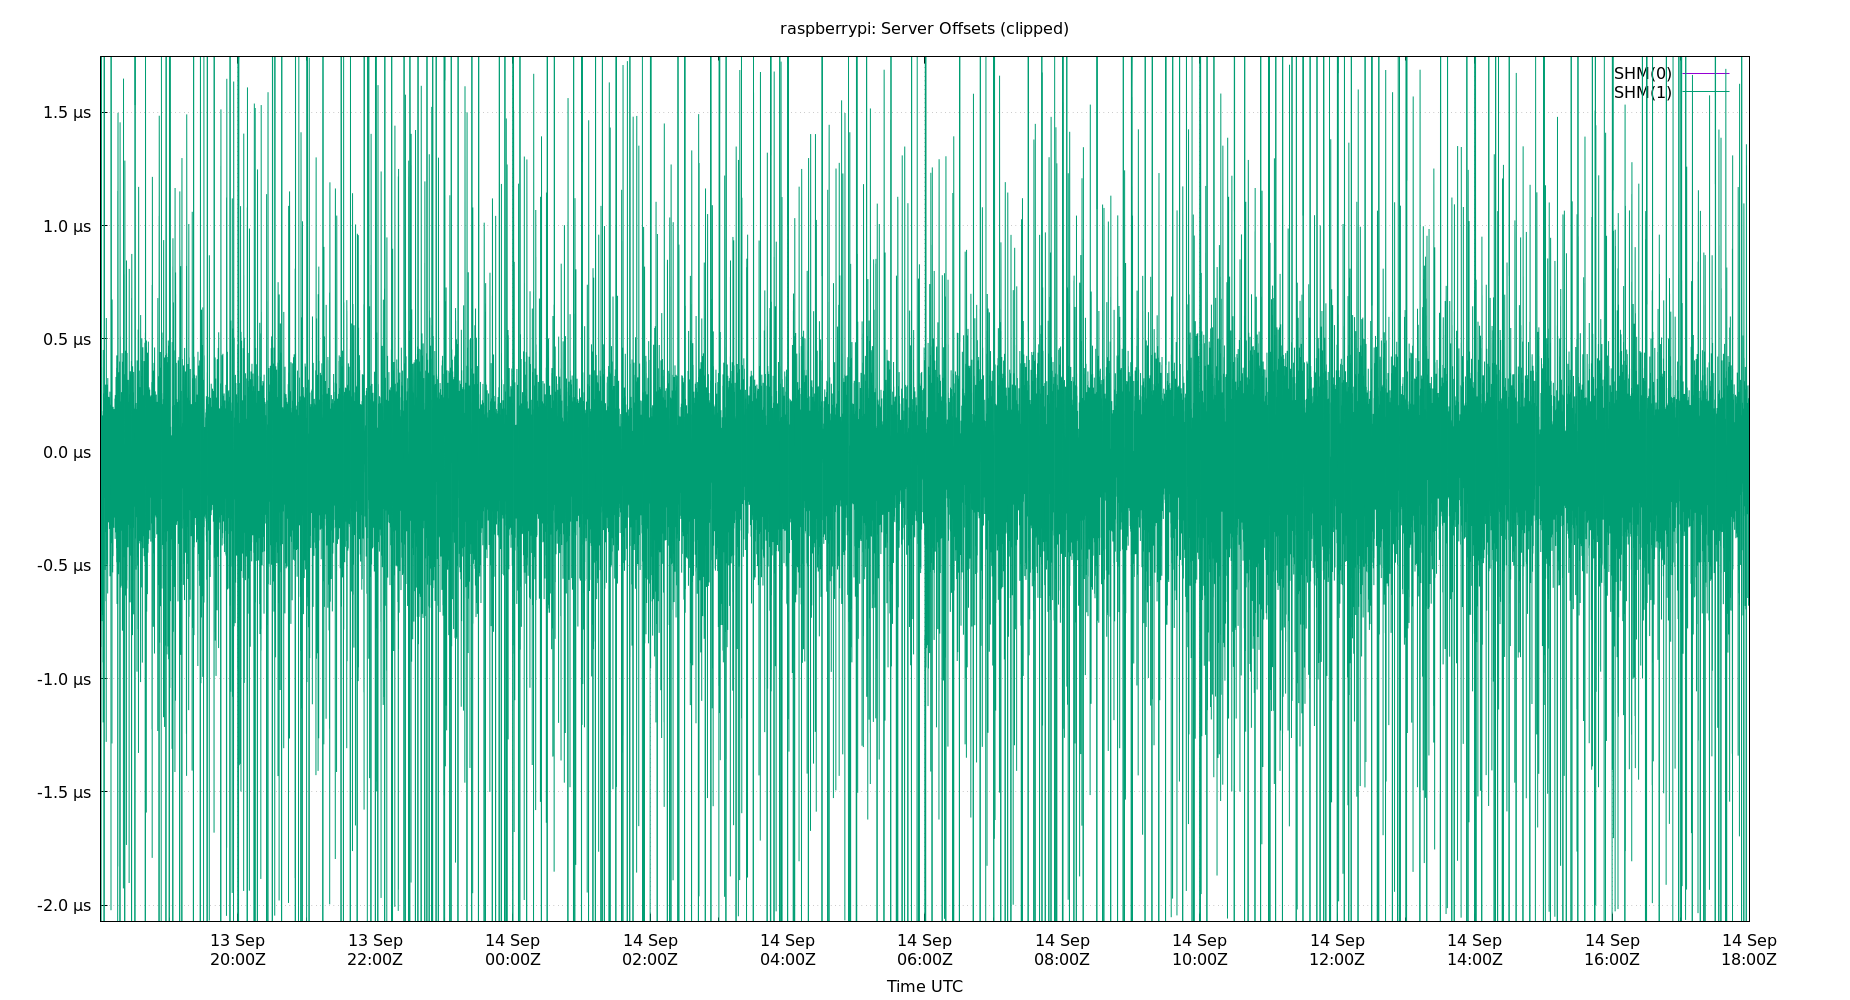 raspberrypi: Server Offsets (clipped)
SHM(0)
SHM(1)
1.5 µs
1.0 µs
0.5 µs
0.0 µs
-0.5 µs
-1.0 µs
-1.5 µs
-2.0 µs
13 Sep 13 Sep 14 Sep 14 Sep 14 Sep 14 Sep 14 Sep 14 Sep 14 Sep 14 Sep 14 Sep 14 Sep
20:00Z 22:00Z 00:00Z 02:00Z 04:00Z 06:00Z 08:00Z 10:00Z 12:00Z 14:00Z 16:00Z 18:00Z
Time UTC